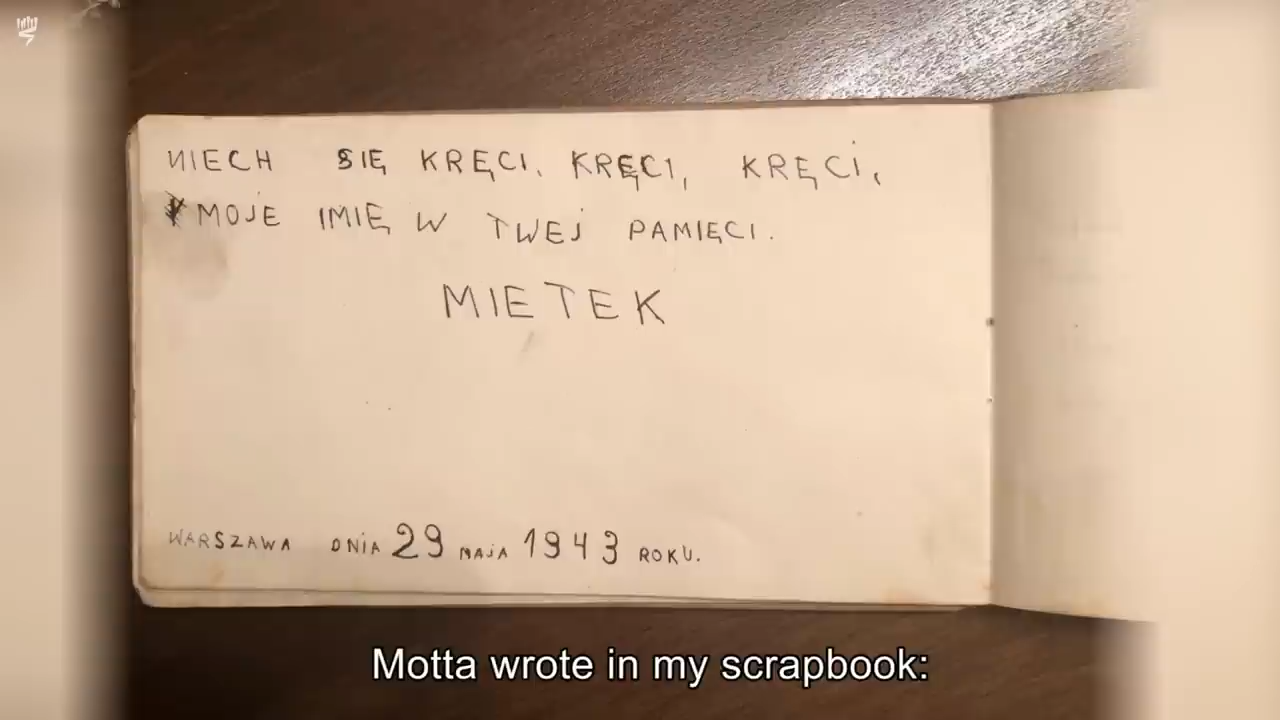 NIECH SIĘ KRĘCI, KRĘCI, KRĘCI,
MOJE IMIĘ W TWEJ PAMIĘCI.
MIETEK
WARSZAWA DNIA 29 MAJA 1943 ROKU.
Motta wrote in my scrapbook: